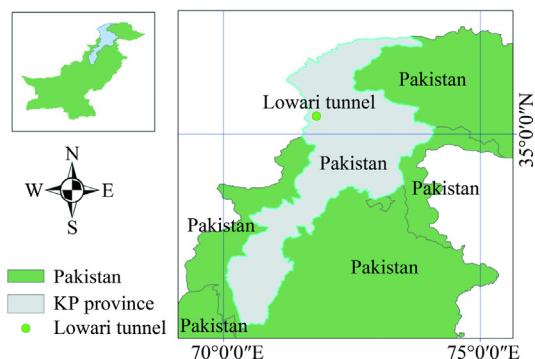 Pakistan
Lowari tunnel
Pakistan
Pakistan
Pakistan
Pakistan
Pakistan
35°0′0″N
70°0′0″E
75°0′0″E
N
W
E
S
Pakistan
KP province
Lowari tunnel